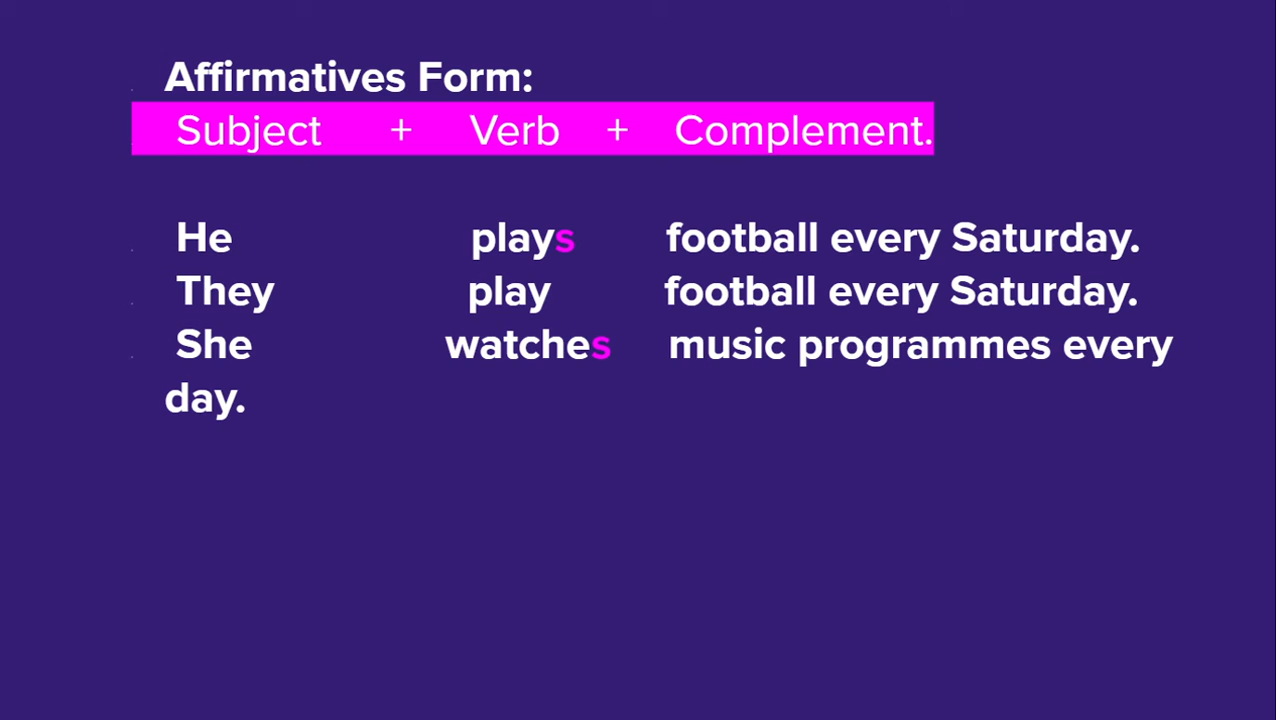 Affirmatives Form:
Subject + Verb + Complement.
He plays football every Saturday.
They play football every Saturday.
She watches music programmes every
day.